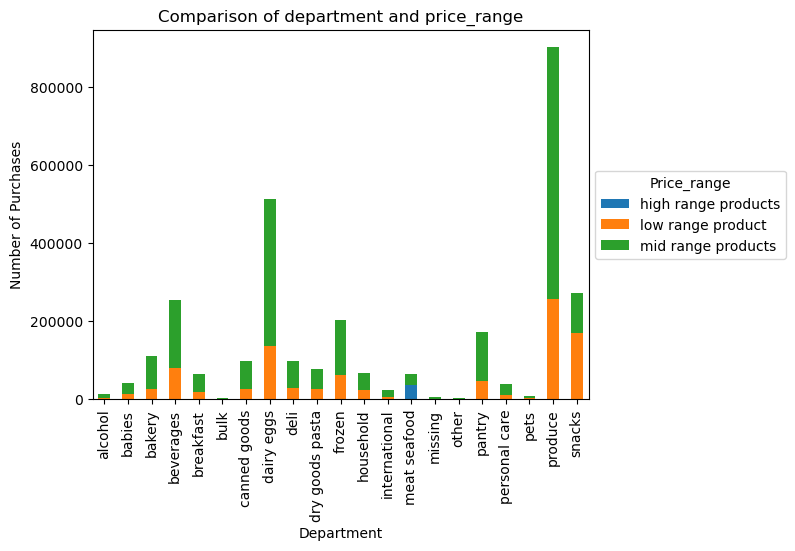 Comparison of department and price_range
Number of Purchases
800000
600000
400000
200000
0
alcohol
babies
bakery
beverages
breakfast
bulk
canned goods
dairy eggs
deli
dry goods pasta
frozen
household
international
meat seafood
missing
other
pantry
personal care
pets
produce
snacks
Department
Price_range
high range products
low range product
mid range products